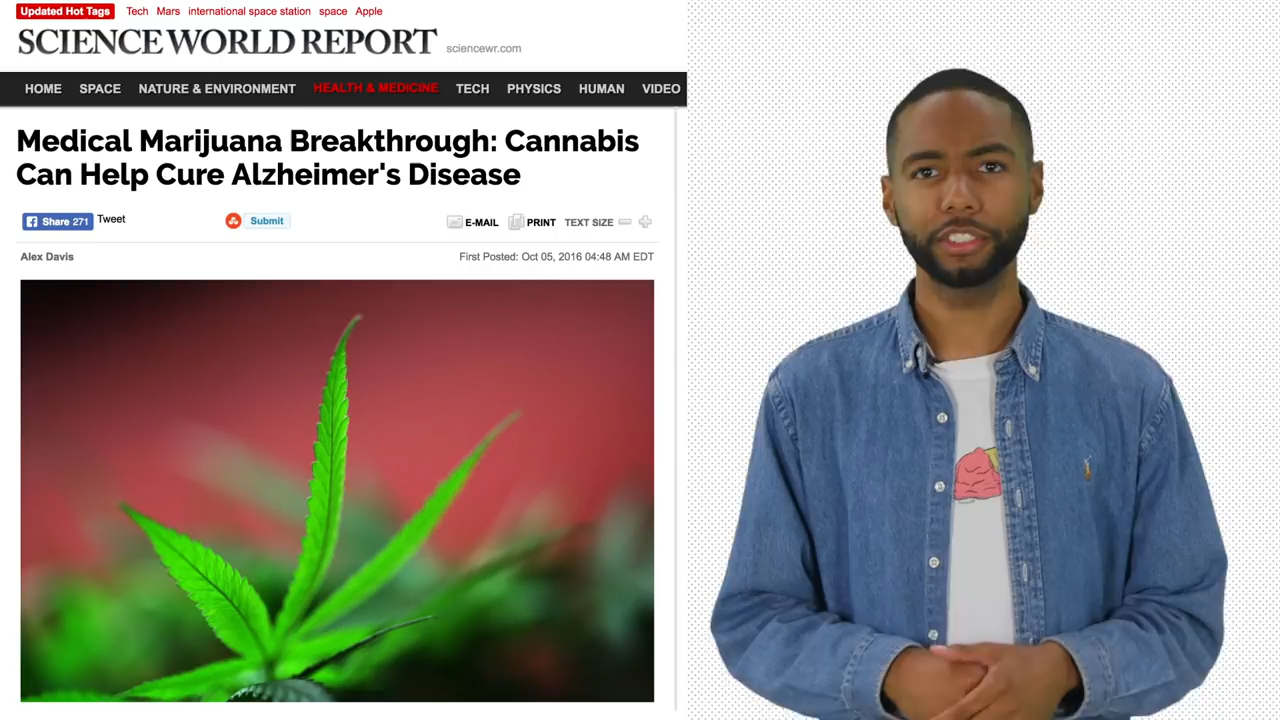 Updated Hot Tags Tech Mars international space station space Apple
SCIENCE WORLD REPORT sciencewr.com
HOME SPACE NATURE & ENVIRONMENT HEALTH & MEDICINE TECH PHYSICS HUMAN VIDEO
Medical Marijuana Breakthrough: Cannabis
Can Help Cure Alzheimer's Disease
Share 271 Tweet Submit E-MAIL PRINT TEXT SIZE
Alex Davis First Posted: Oct 05, 2016 04:48 AM EDT